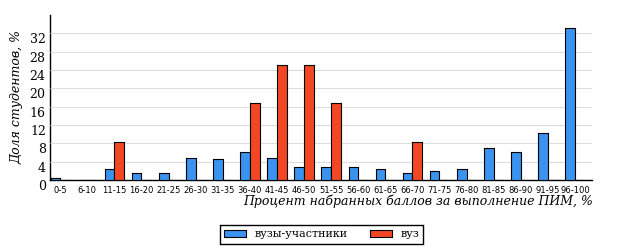 Доля студентов, %
32
28
24
20
16
12
8
4
0
0-5 6-10 11-15 16-20 21-25 26-30 31-35 36-40 41-45 46-50 51-55 56-60 61-65 66-70 71-75 76-80 81-85 86-90 91-95 96-100
Процент набранных баллов за выполнение ПИМ, %
вузы-участники вуз